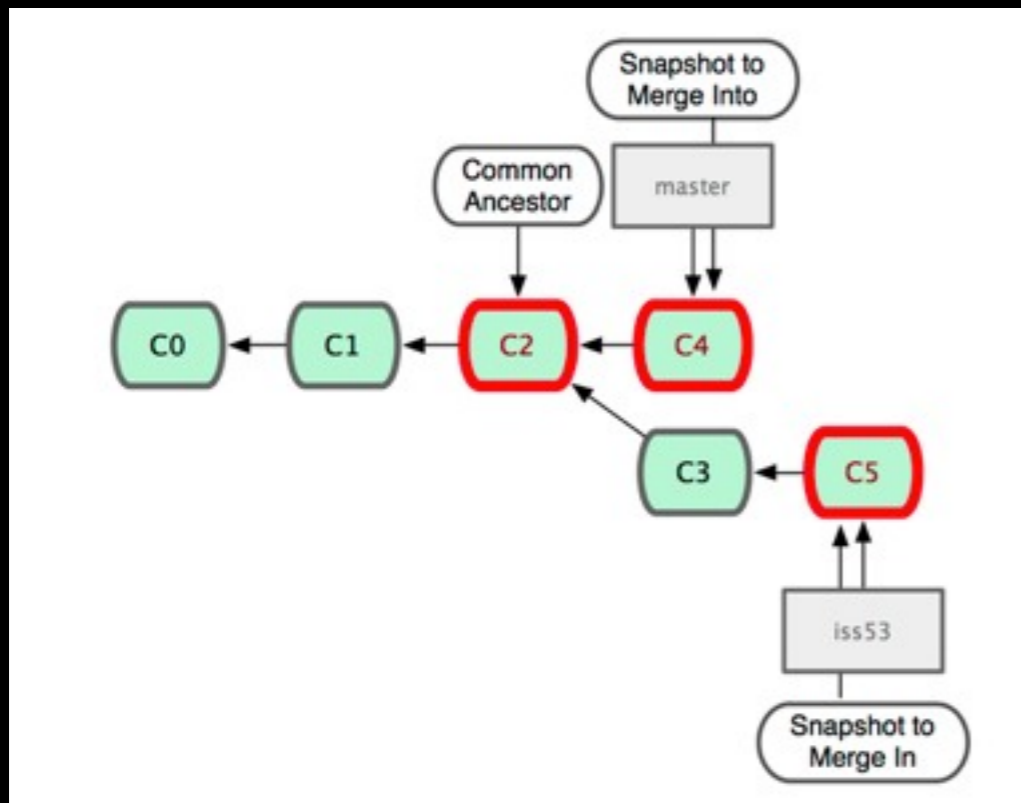 Snapshot to
Merge Into
Common
Ancestor
master
C0
C1
C2
C4
C3
C5
iss53
Snapshot to
Merge In